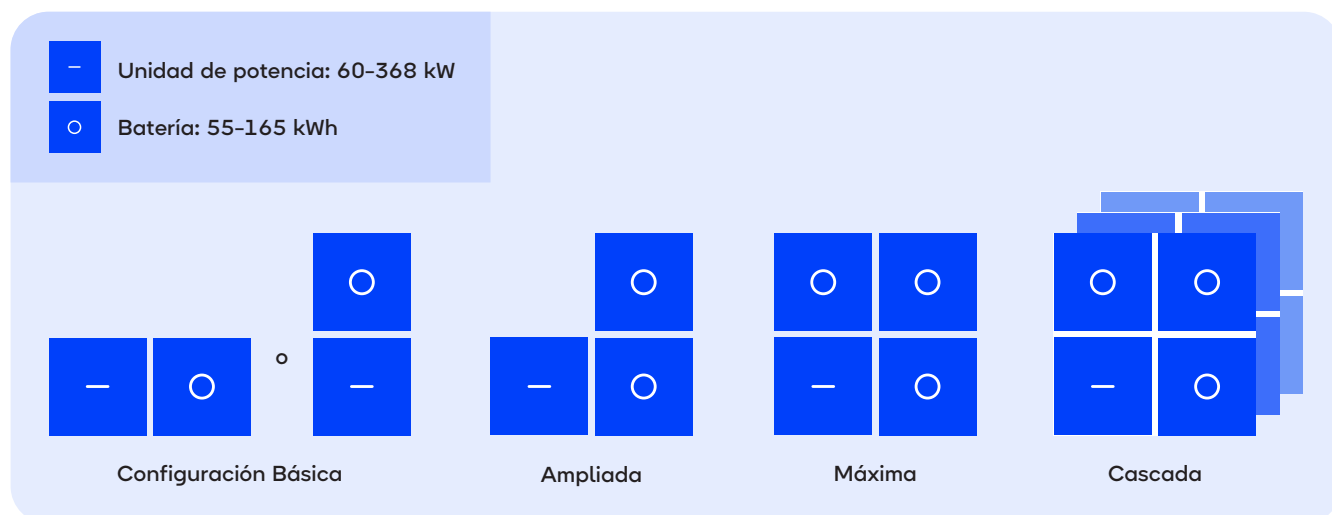 Unidad de potencia: 60-368 kW
Batería: 55-165 kWh
o
Configuración Básica
Ampliada
Máxima
Cascada